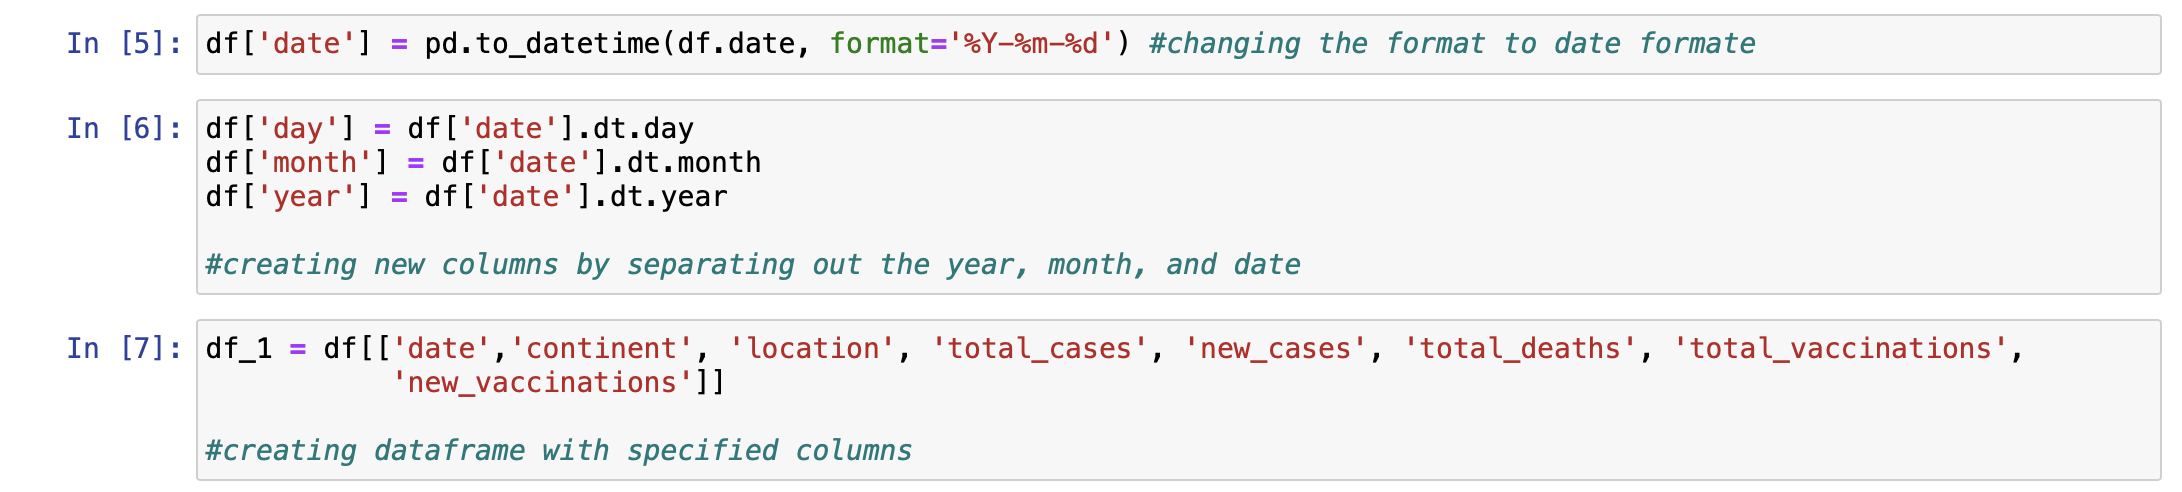 In [5]: df['date'] = pd.to_datetime(df.date, format='%Y-%m-%d') #changing the format to date formate
In [6]: df['day'] = df['date'].dt.day
df['month'] = df['date'].dt.month
df['year'] = df['date'].dt.year
#creating new columns by separating out the year, month, and date
In [7]: df_1 = df[['date','continent', 'location', 'total_cases', 'new_cases', 'total_deaths', 'total_vaccinations',
'new_vaccinations']]
#creating dataframe with specified columns